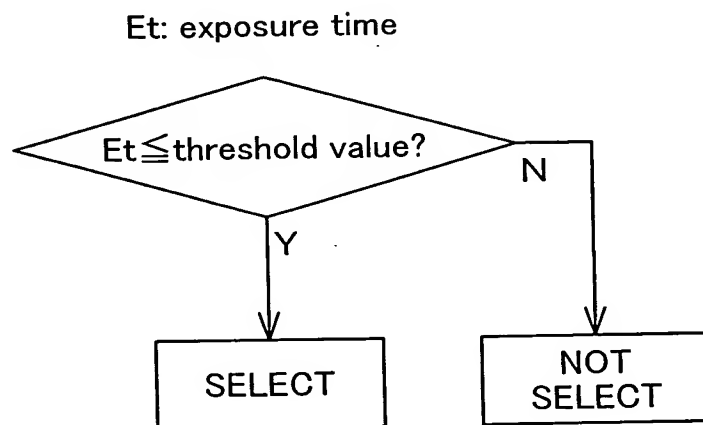 Et: exposure time
Et≦threshold value?
N
Y
SELECT
NOT
SELECT